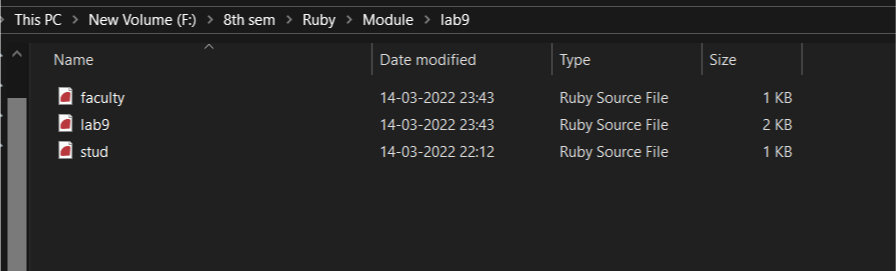 This PC > New Volume (F:) > 8th sem > Ruby > Module > lab9
Name Date modified Type Size
faculty 14-03-2022 23:43 Ruby Source File 1 KB
lab9 14-03-2022 23:43 Ruby Source File 2 KB
stud 14-03-2022 22:12 Ruby Source File 1 KB